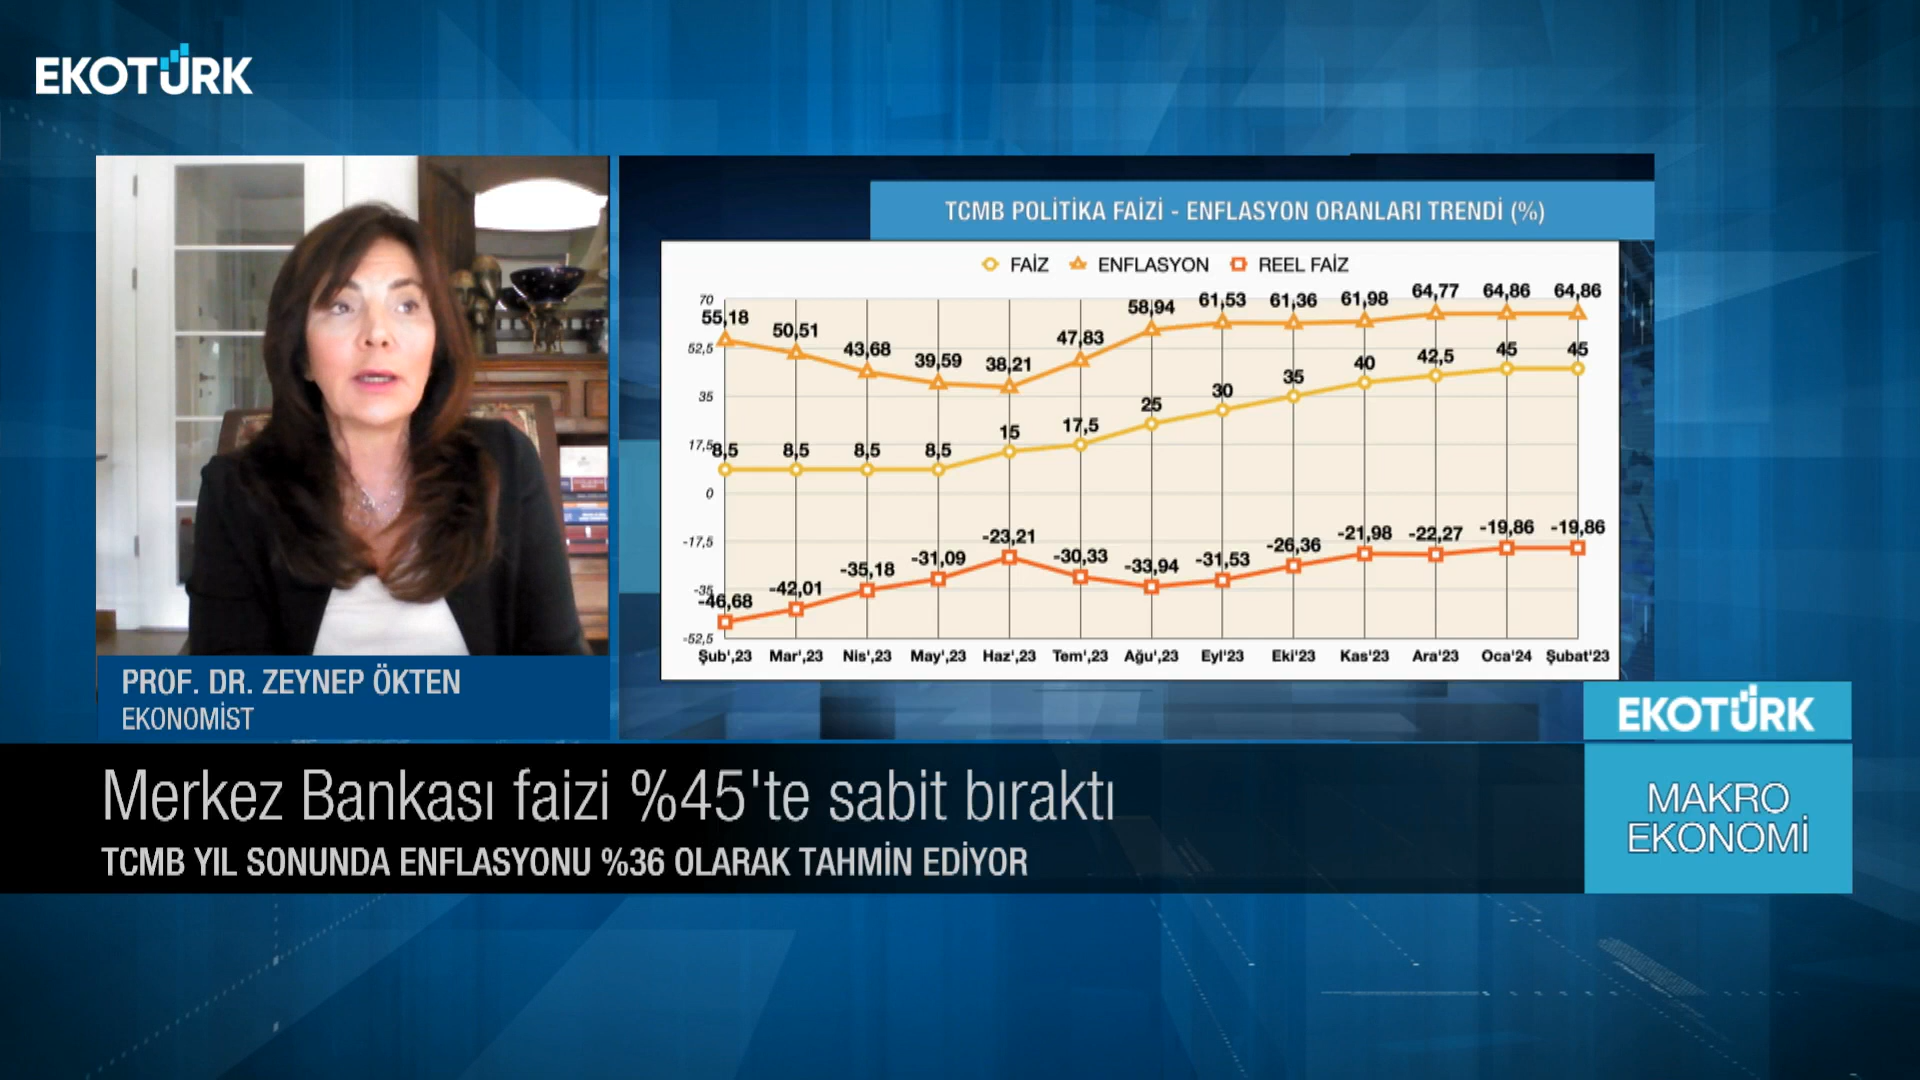 EKOTÜRK
TCMB POLİTİKA FAİZİ - ENFLASYON ORANLARI TRENDİ (%)
FAİZ ENFLASYON REEL FAİZ
70
52,5
35
17,5
0
-17,5
-35
-52,5
55,18 50,51 43,68 39,59 38,21 47,83 58,94 61,53 61,36 61,98 64,77 64,86 64,86
8,5 8,5 8,5 8,5 15 17,5 25 30 35 40 42,5 45 45
-46,68 -42,01 -35,18 -31,09 -23,21 -30,33 -33,94 -31,53 -26,36 -21,98 -22,27 -19,86 -19,86
Şub',23 Mar',23 Nis',23 May',23 Haz',23 Tem',23 Ağu',23 Eyl'23 Eki'23 Kas'23 Ara'23 Oca'24 Şubat'23
PROF. DR. ZEYNEP ÖKTEN
EKONOMİST
EKOTÜRK
Merkez Bankası faizi %45'te sabit bıraktı
TCMB YIL SONUNDA ENFLASYONU %36 OLARAK TAHMİN EDİYOR
MAKRO
EKONOMİ